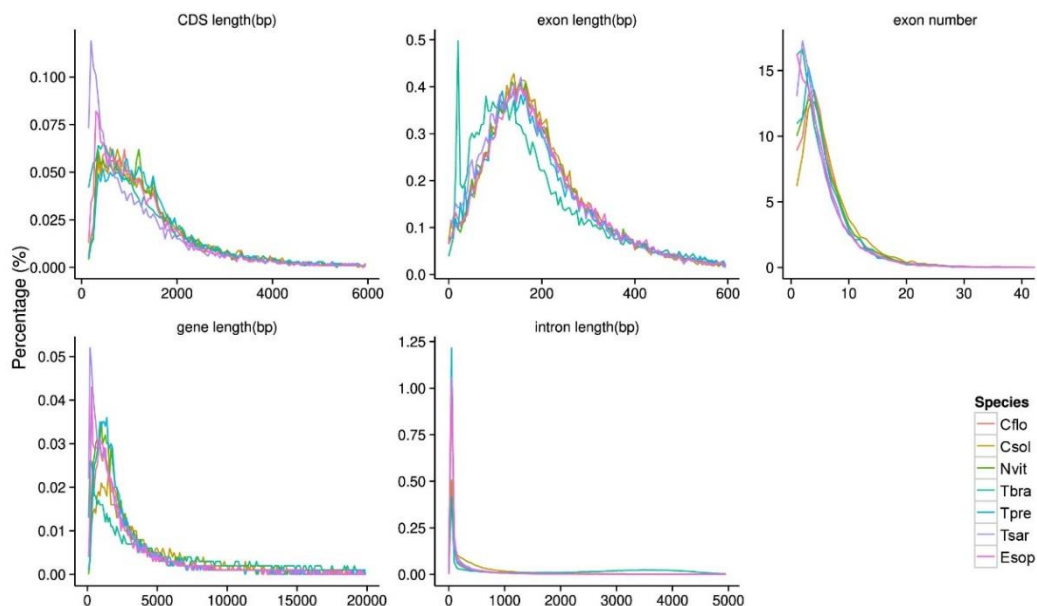 CDS length(bp)
exon length(bp)
exon number
0.100
0.075
0.050
0.025
-0.000
0 2000 4000 6000
0.5
0.4
0.3
0.2
0.1
0.0
0 200 400 600
15
10
5
0
0 10 20 30 40
Percentage (%)
gene length(bp)
intron length(bp)
0.05
0.04
0.03
0.02
0.01
0.00
0 5000 10000 15000 20000
1.25
1.00
0.75
0.50
0.25
0.00
0 1000 2000 3000 4000 5000
Species
Cflo
Csol
Nvit
Tbra
Tpre
Tsar
Esop